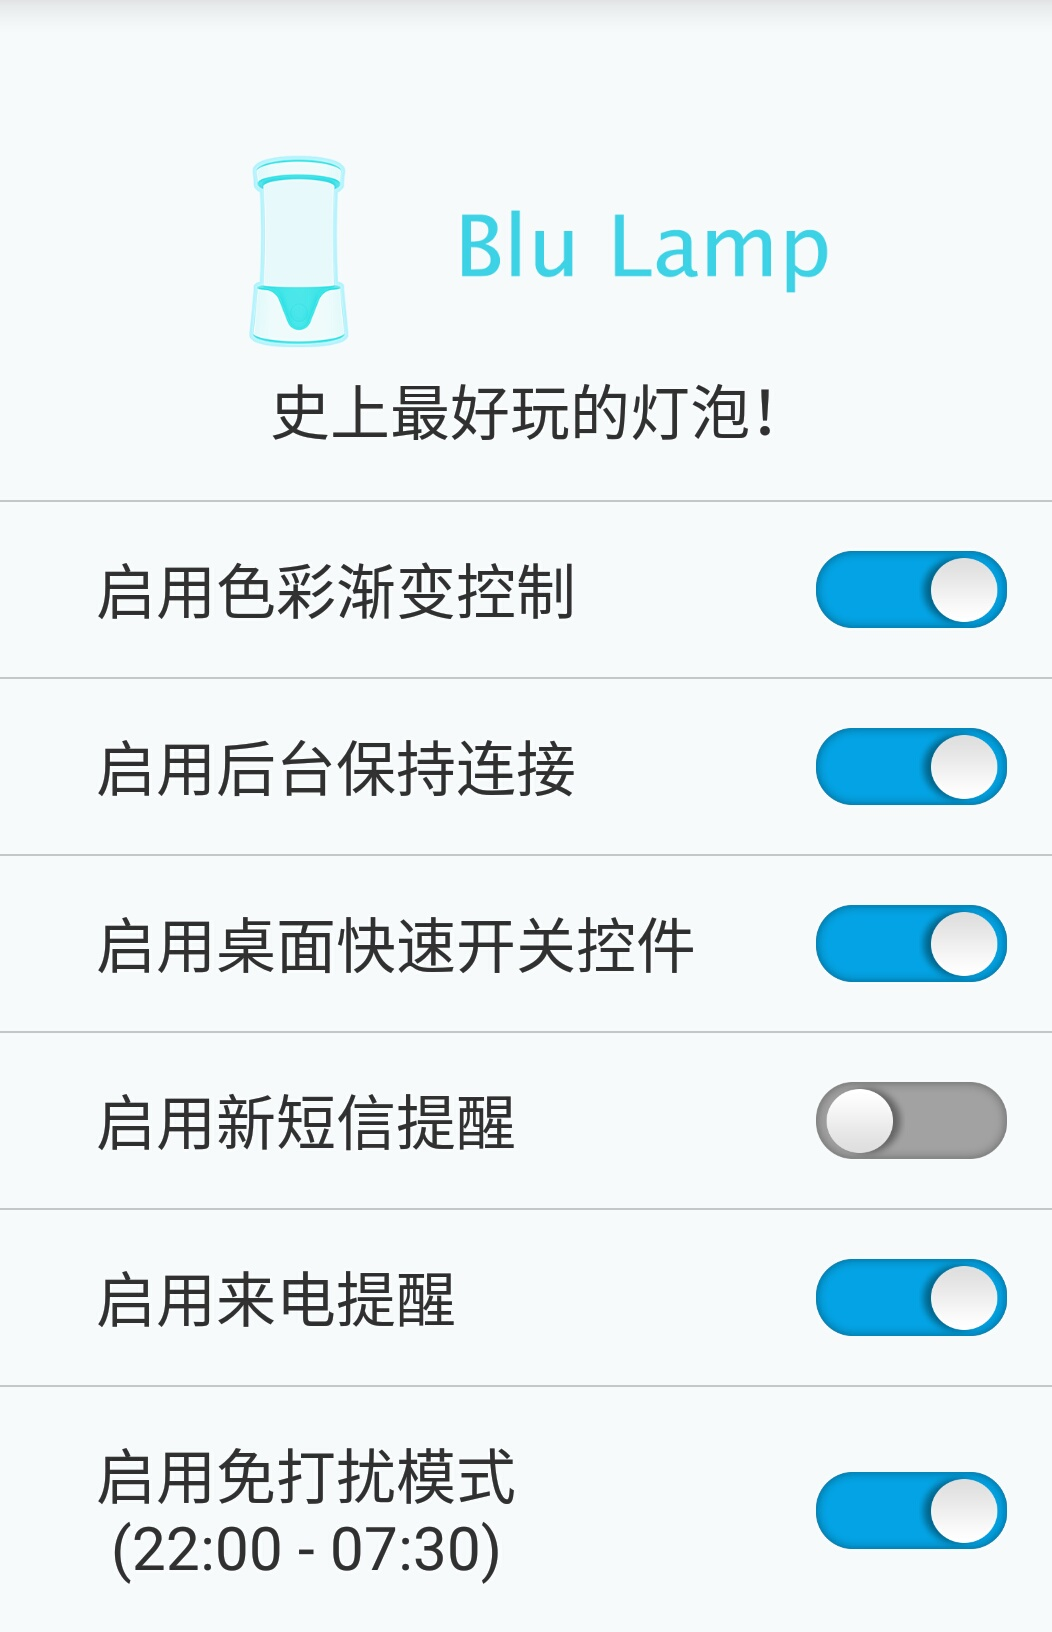 Blu Lamp
史上最好玩的灯泡！
启用色彩渐变控制
启用后台保持连接
启用桌面快速开关控件
启用新短信提醒
启用来电提醒
启用免打扰模式
(22:00 - 07:30)